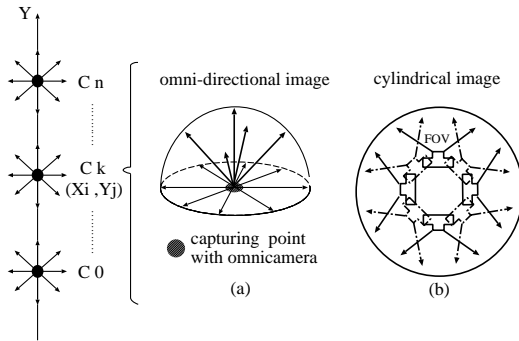 Y
C n
C k
(Xi ,Yj)
C 0
omni-directional image
capturing point
with omnicamera
(a)
cylindrical image
FOV
(b)